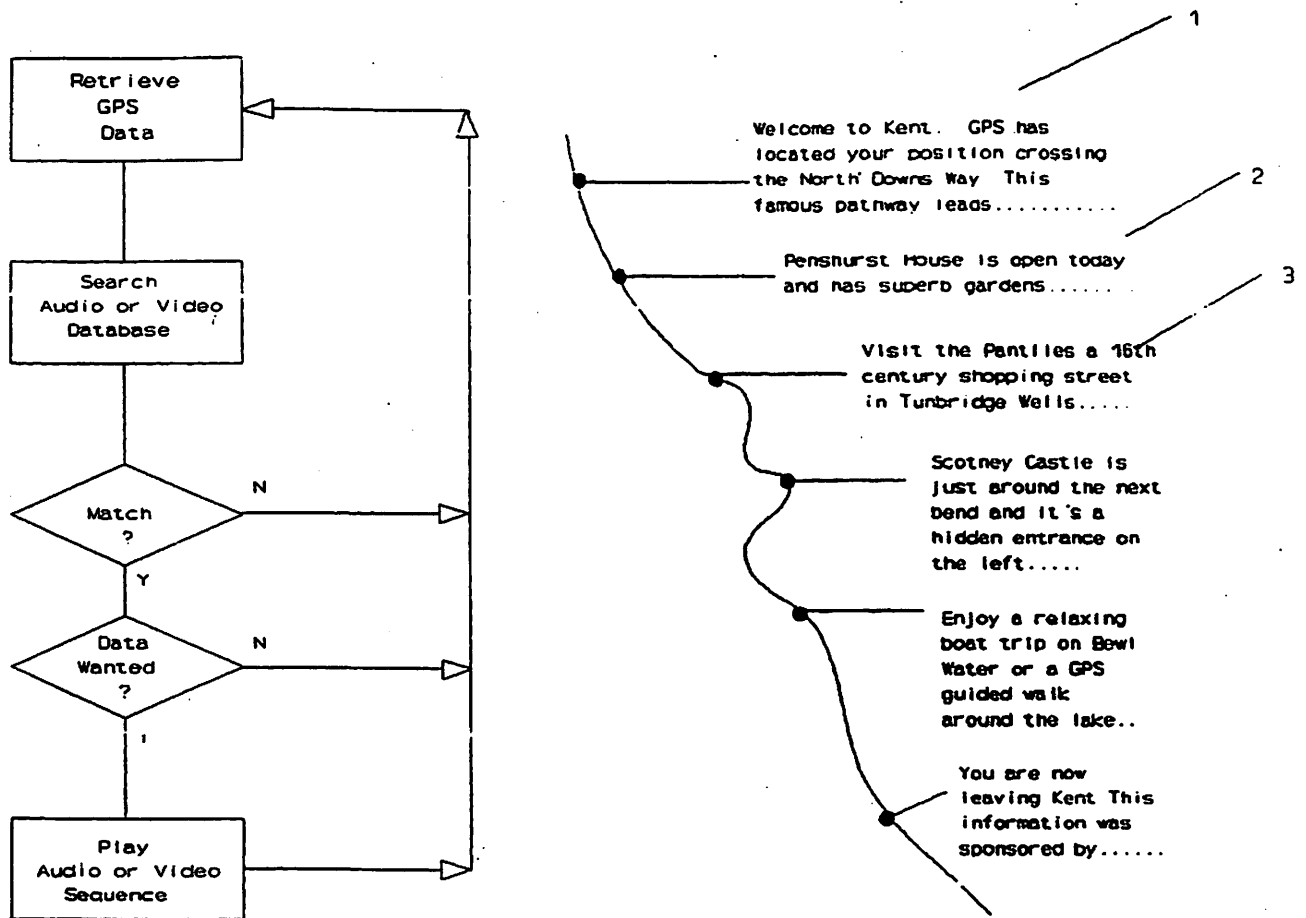 Retrieve
GPS
Data
Search
Audio or Video
Database
Match
?
N
Y
Data
Wanted
?
N
Play
Audio or Video
Sequence
1
Welcome to Kent. GPS has
located your position crossing
the North Downs Way This
famous pathway leads...........
2
Penshurst House is open today
and has superb gardens......
3
Visit the Pantiles a 16th
century shopping street
in Tunbridge Wells.....
Scotney Castle is
just around the next
bend and it's a
hidden entrance on
the left.....
Enjoy a relaxing
boat trip on Bewl
Water or a GPS
guided walk
around the lake..
You are now
leaving Kent This
information was
sponsored by......